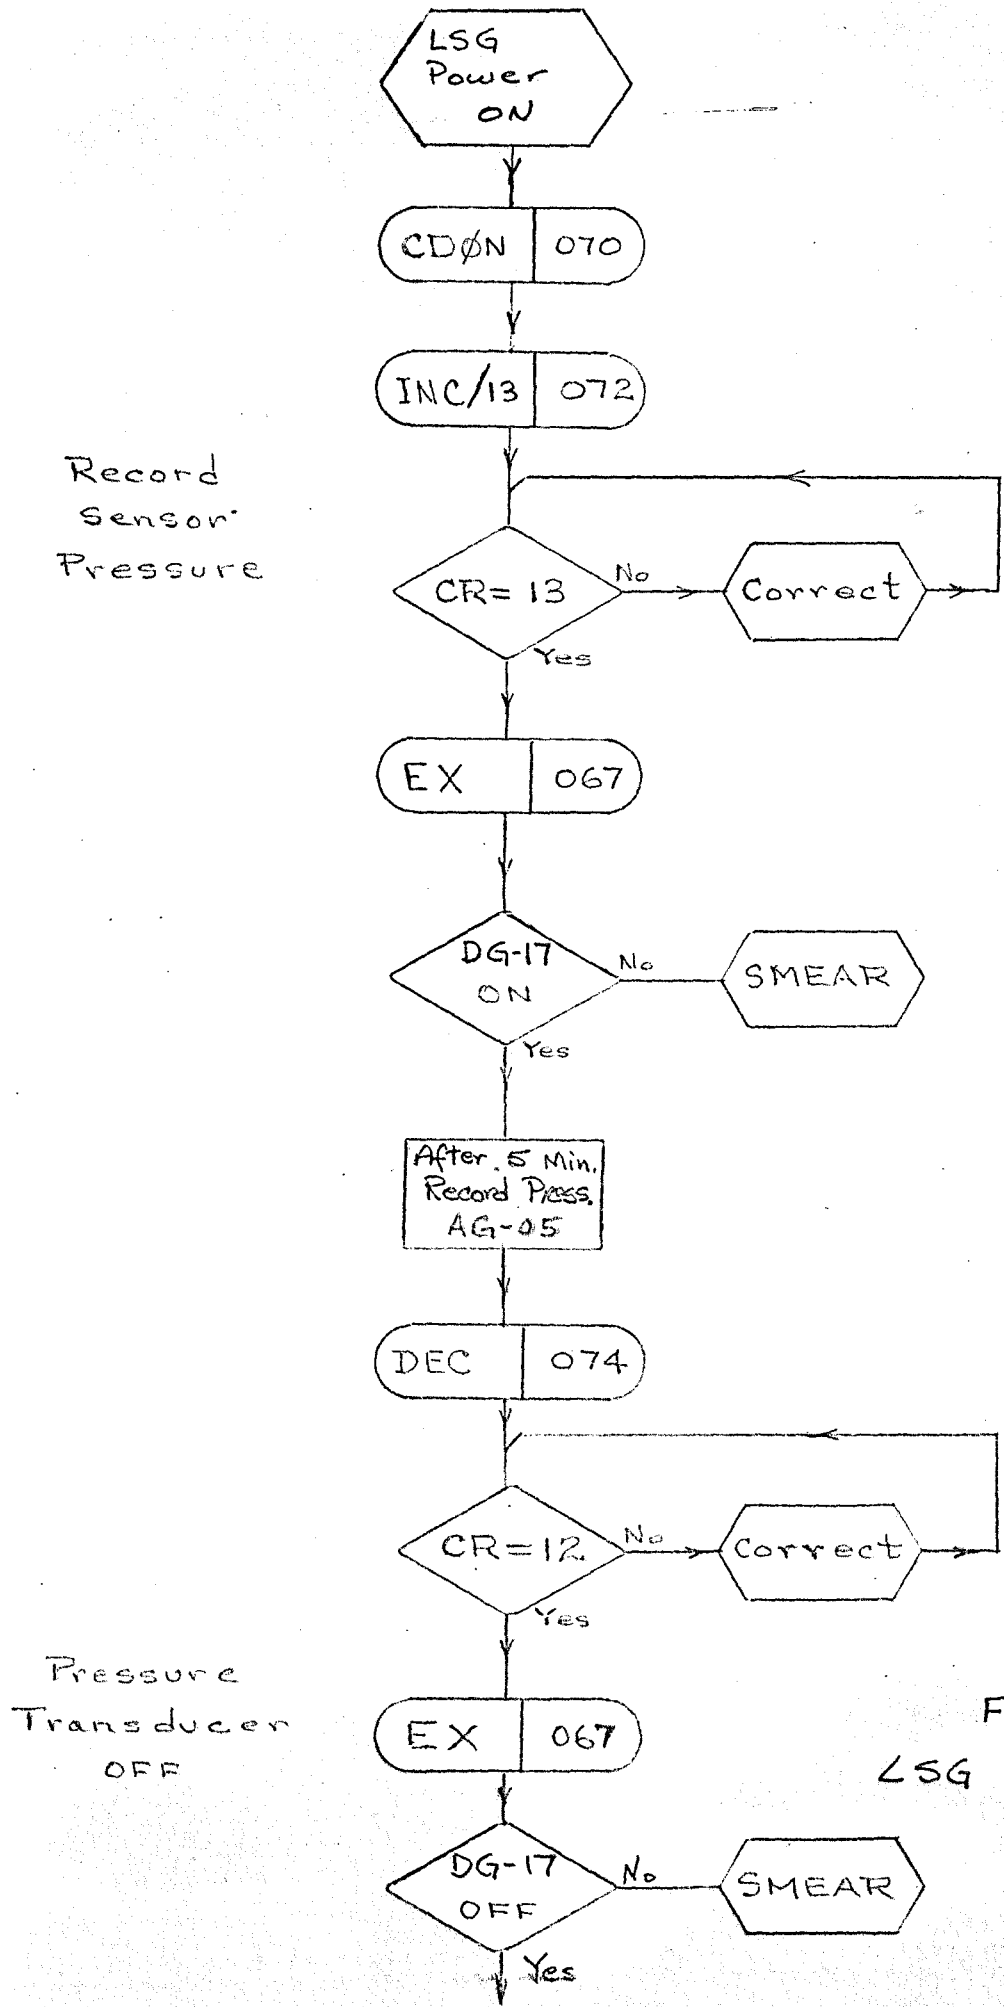 LSG
Power
ON
CDØN 070
INC/13 072
Record
Sensor
Pressure
CR= 13
No
Correct
Yes
EX 067
DG-17
ON
No
SMEAR
Yes
After 5 Min.
Record Press.
AG-05
DEC 074
CR=12
No
Correct
Yes
Pressure
Transducer
OFF
EX 067
F
LSG
DG-17
OFF
No
SMEAR
Yes